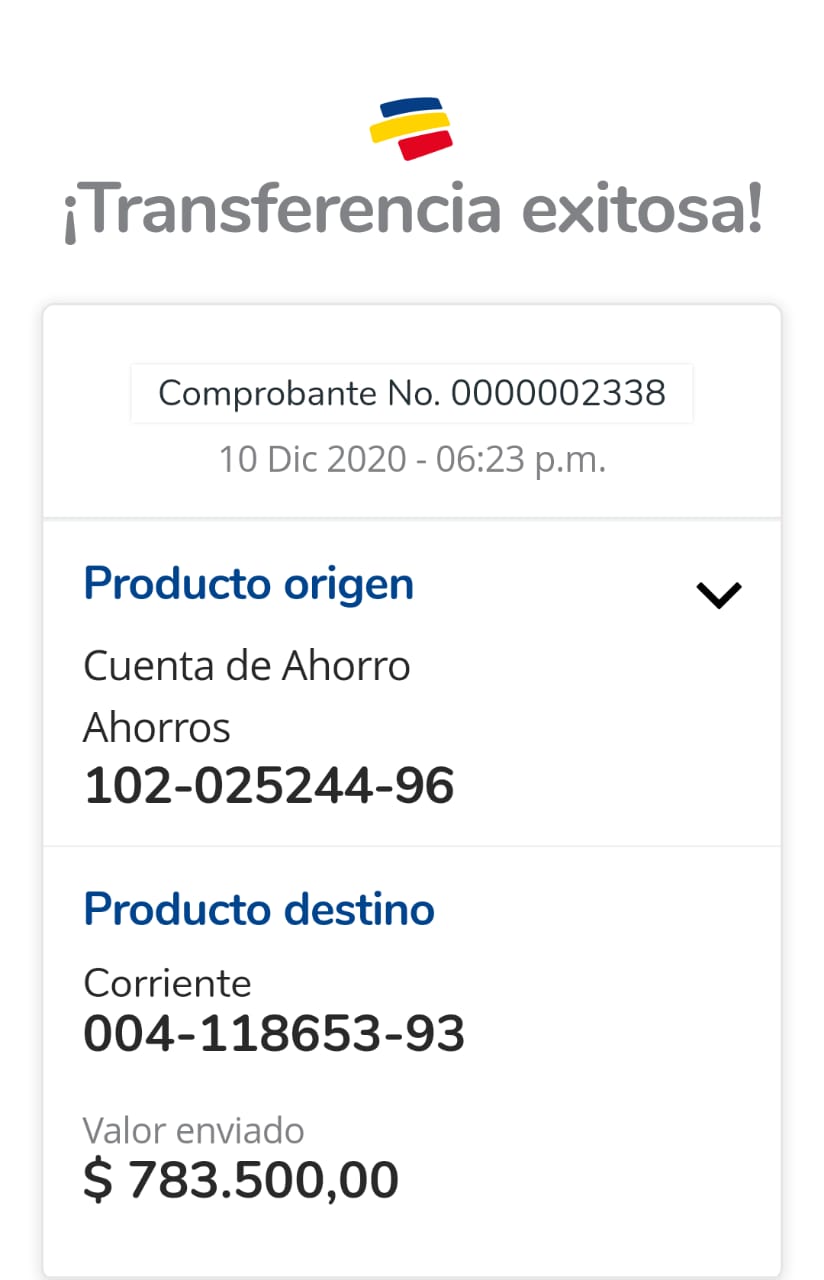 ¡Transferencia exitosa!
Comprobante No. 0000002338
10 Dic 2020 - 06:23 p.m.
Producto origen
Cuenta de Ahorro
Ahorros
102-025244-96
Producto destino
Corriente
004-118653-93
Valor enviado
$ 783.500,00